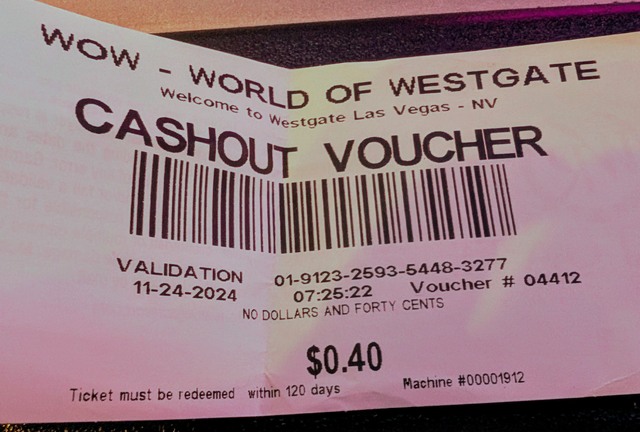 WOW - WORLD OF WESTGATE
Welcome to Westgate Las Vegas - NV
CASHOUT VOUCHER
VALIDATION 01-9123-2593-5448-3277
11-24-2024 07:25:22 Voucher # 04412
NO DOLLARS AND FORTY CENTS
$0.40
Ticket must be redeemed within 120 days Machine #00001912